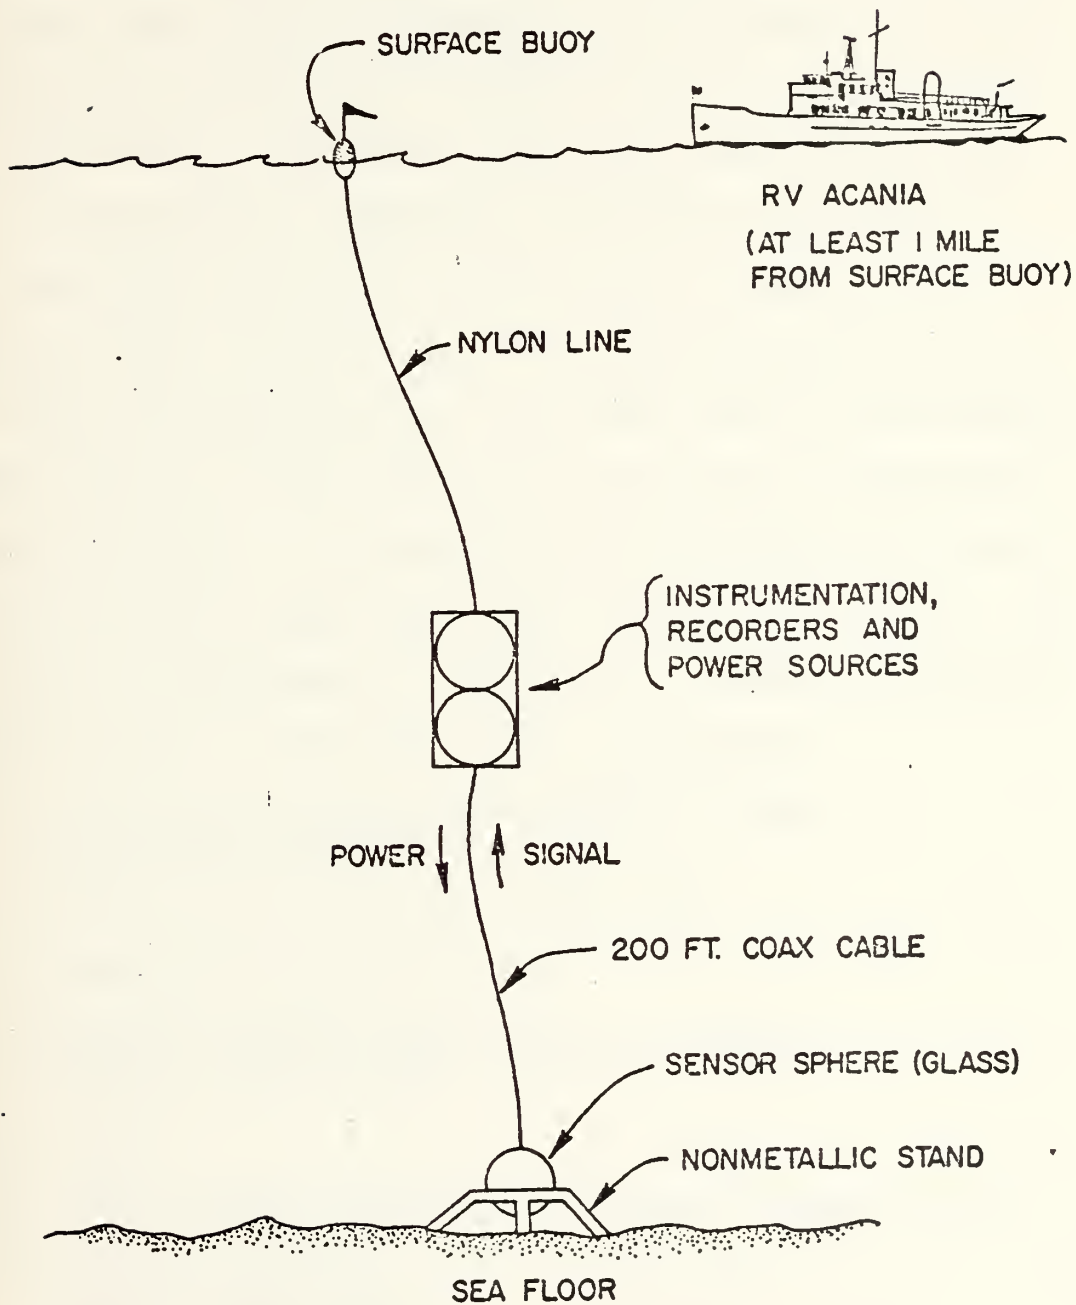 SURFACE BUOY
RV ACANIA
(AT LEAST 1 MILE
FROM SURFACE BUOY)
NYLON LINE
INSTRUMENTATION,
RECORDERS AND
POWER SOURCES
POWER
SIGNAL
200 FT. COAX CABLE
SENSOR SPHERE (GLASS)
NONMETALLIC STAND
SEA FLOOR